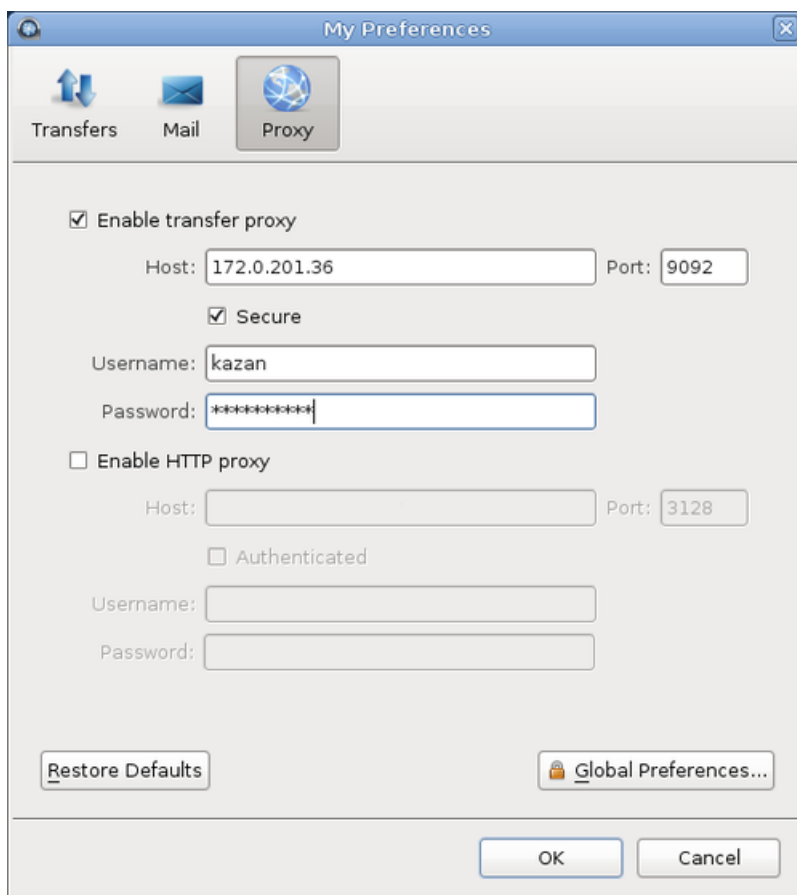 My Preferences
Transfers Mail Proxy
Enable transfer proxy
Host: 172.0.201.36 Port: 9092
Secure
Username: kazan
Password: **********
Enable HTTP proxy
Host: Port: 3128
Authenticated
Username:
Password:
Restore Defaults Global Preferences...
OK Cancel